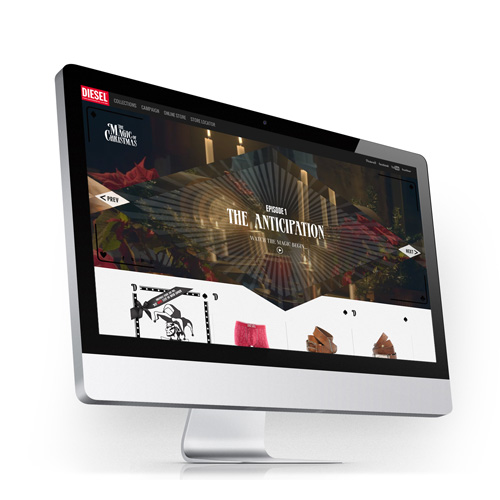 DIESEL
COLLECTIONS CAMPAIGN ONLINE STORE STORE LOCATOR
THE
MAGIC OF
CHRISTMAS
PREV
EPISODE 1
THE ANTICIPATION
WATCH THE MAGIC BEGIN
NEXT